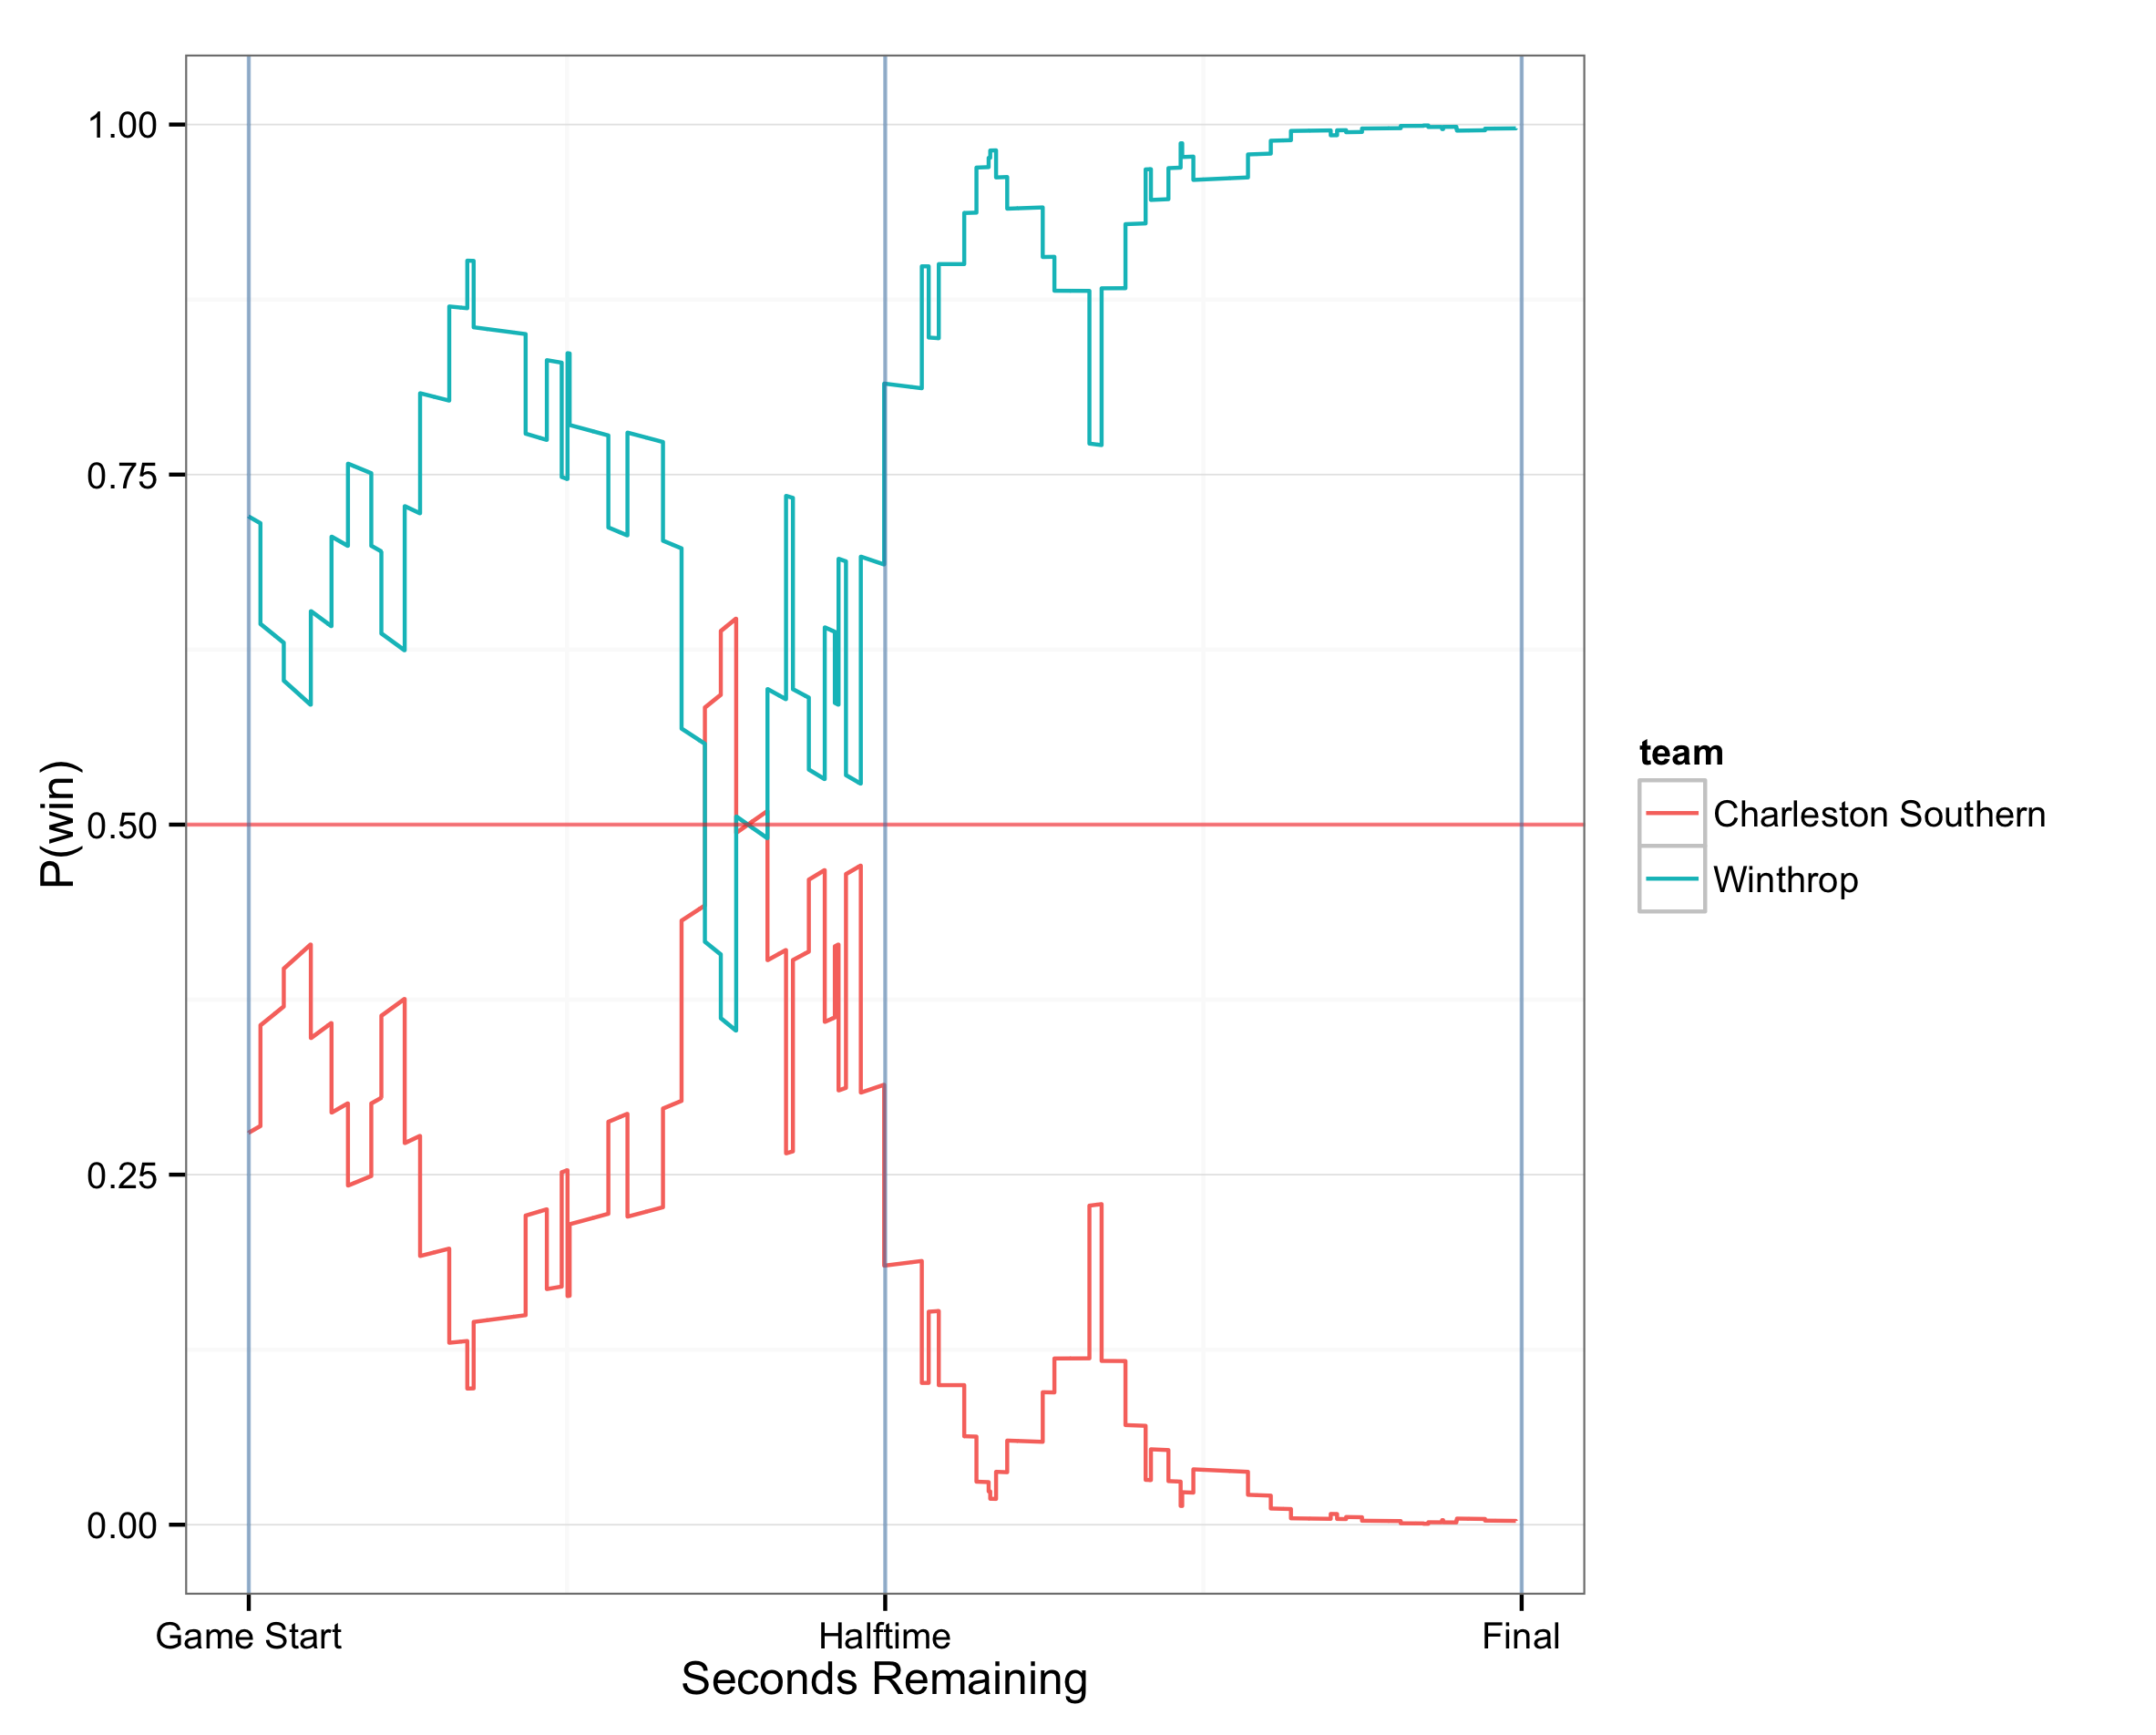 1.00
0.75
0.50
0.25
0.00
P(win)
Game Start
Halftime
Final
Seconds Remaining
team
Charleston Southern
Winthrop